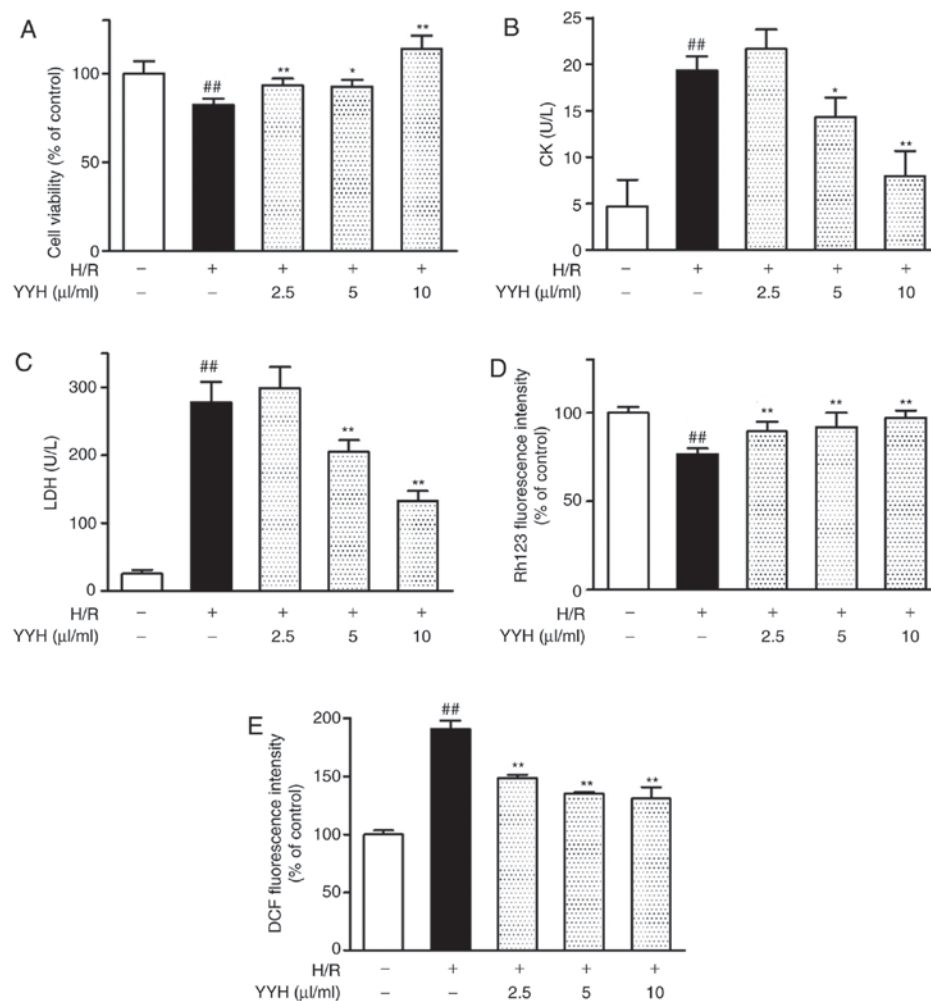 A
Cell viability (% of control)
100
50
0
##
**
*
**
H/R – + + + +
YYH (μl/ml) – – 2.5 5 10
B
CK (U/L)
25
20
15
10
5
0
##
*
**
H/R – + + + +
YYH (μl/ml) – – 2.5 5 10
C
LDH (U/L)
300
200
100
0
##
**
**
H/R – + + + +
YYH (μl/ml) – – 2.5 5 10
D
Rh123 fluorescence intensity
(% of control)
100
50
0
##
**
**
**
H/R – + + + +
YYH (μl/ml) – – 2.5 5 10
E
DCF fluorescence intensity
(% of control)
200
150
100
50
0
##
**
**
**
H/R – + + + +
YYH (μl/ml) – – 2.5 5 10